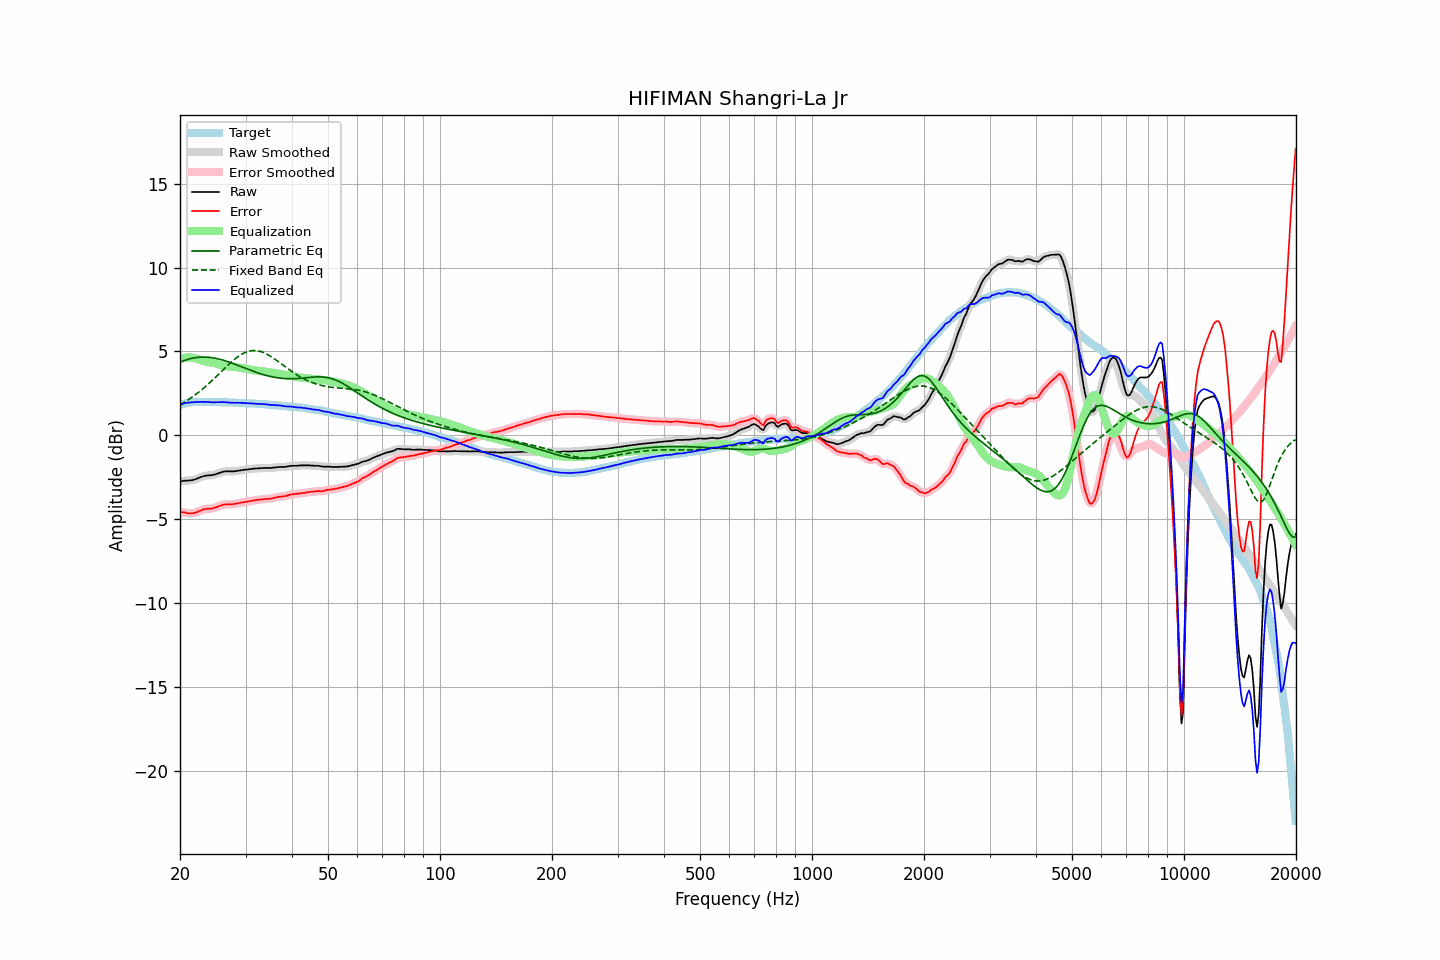 HIFIMAN Shangri-La Jr
Target
Raw Smoothed
Error Smoothed
Raw
Error
Equalization
Parametric Eq
Fixed Band Eq
Equalized
Amplitude (dBr)
15
10
5
0
−5
−10
−15
−20
20 50 100 200 500 1000 2000 5000 10000 20000
Frequency (Hz)